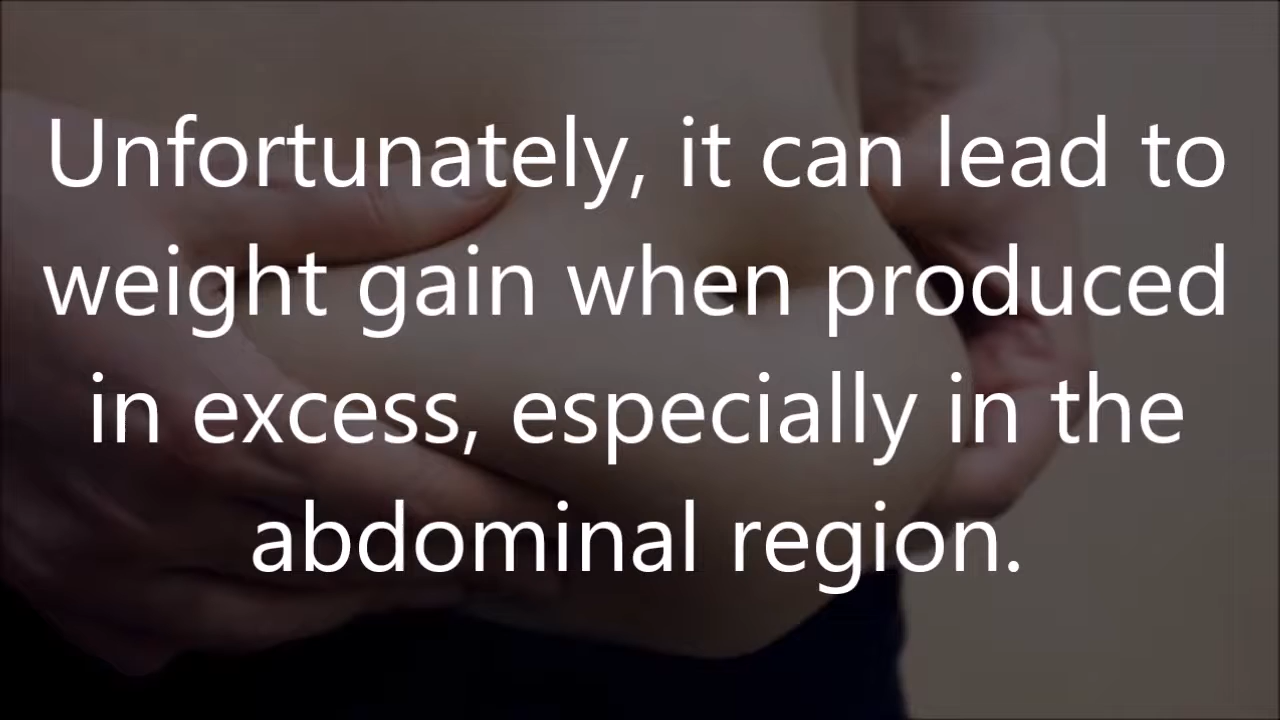 Unfortunately, it can lead to
weight gain when produced
in excess, especially in the
abdominal region.